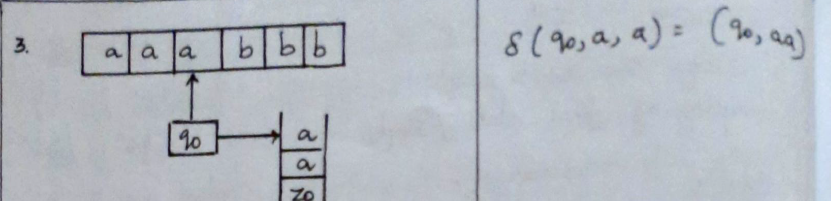 3.
a a a b b b
δ(q0, a, a) = (q0, aa)
q0
a
a
z0